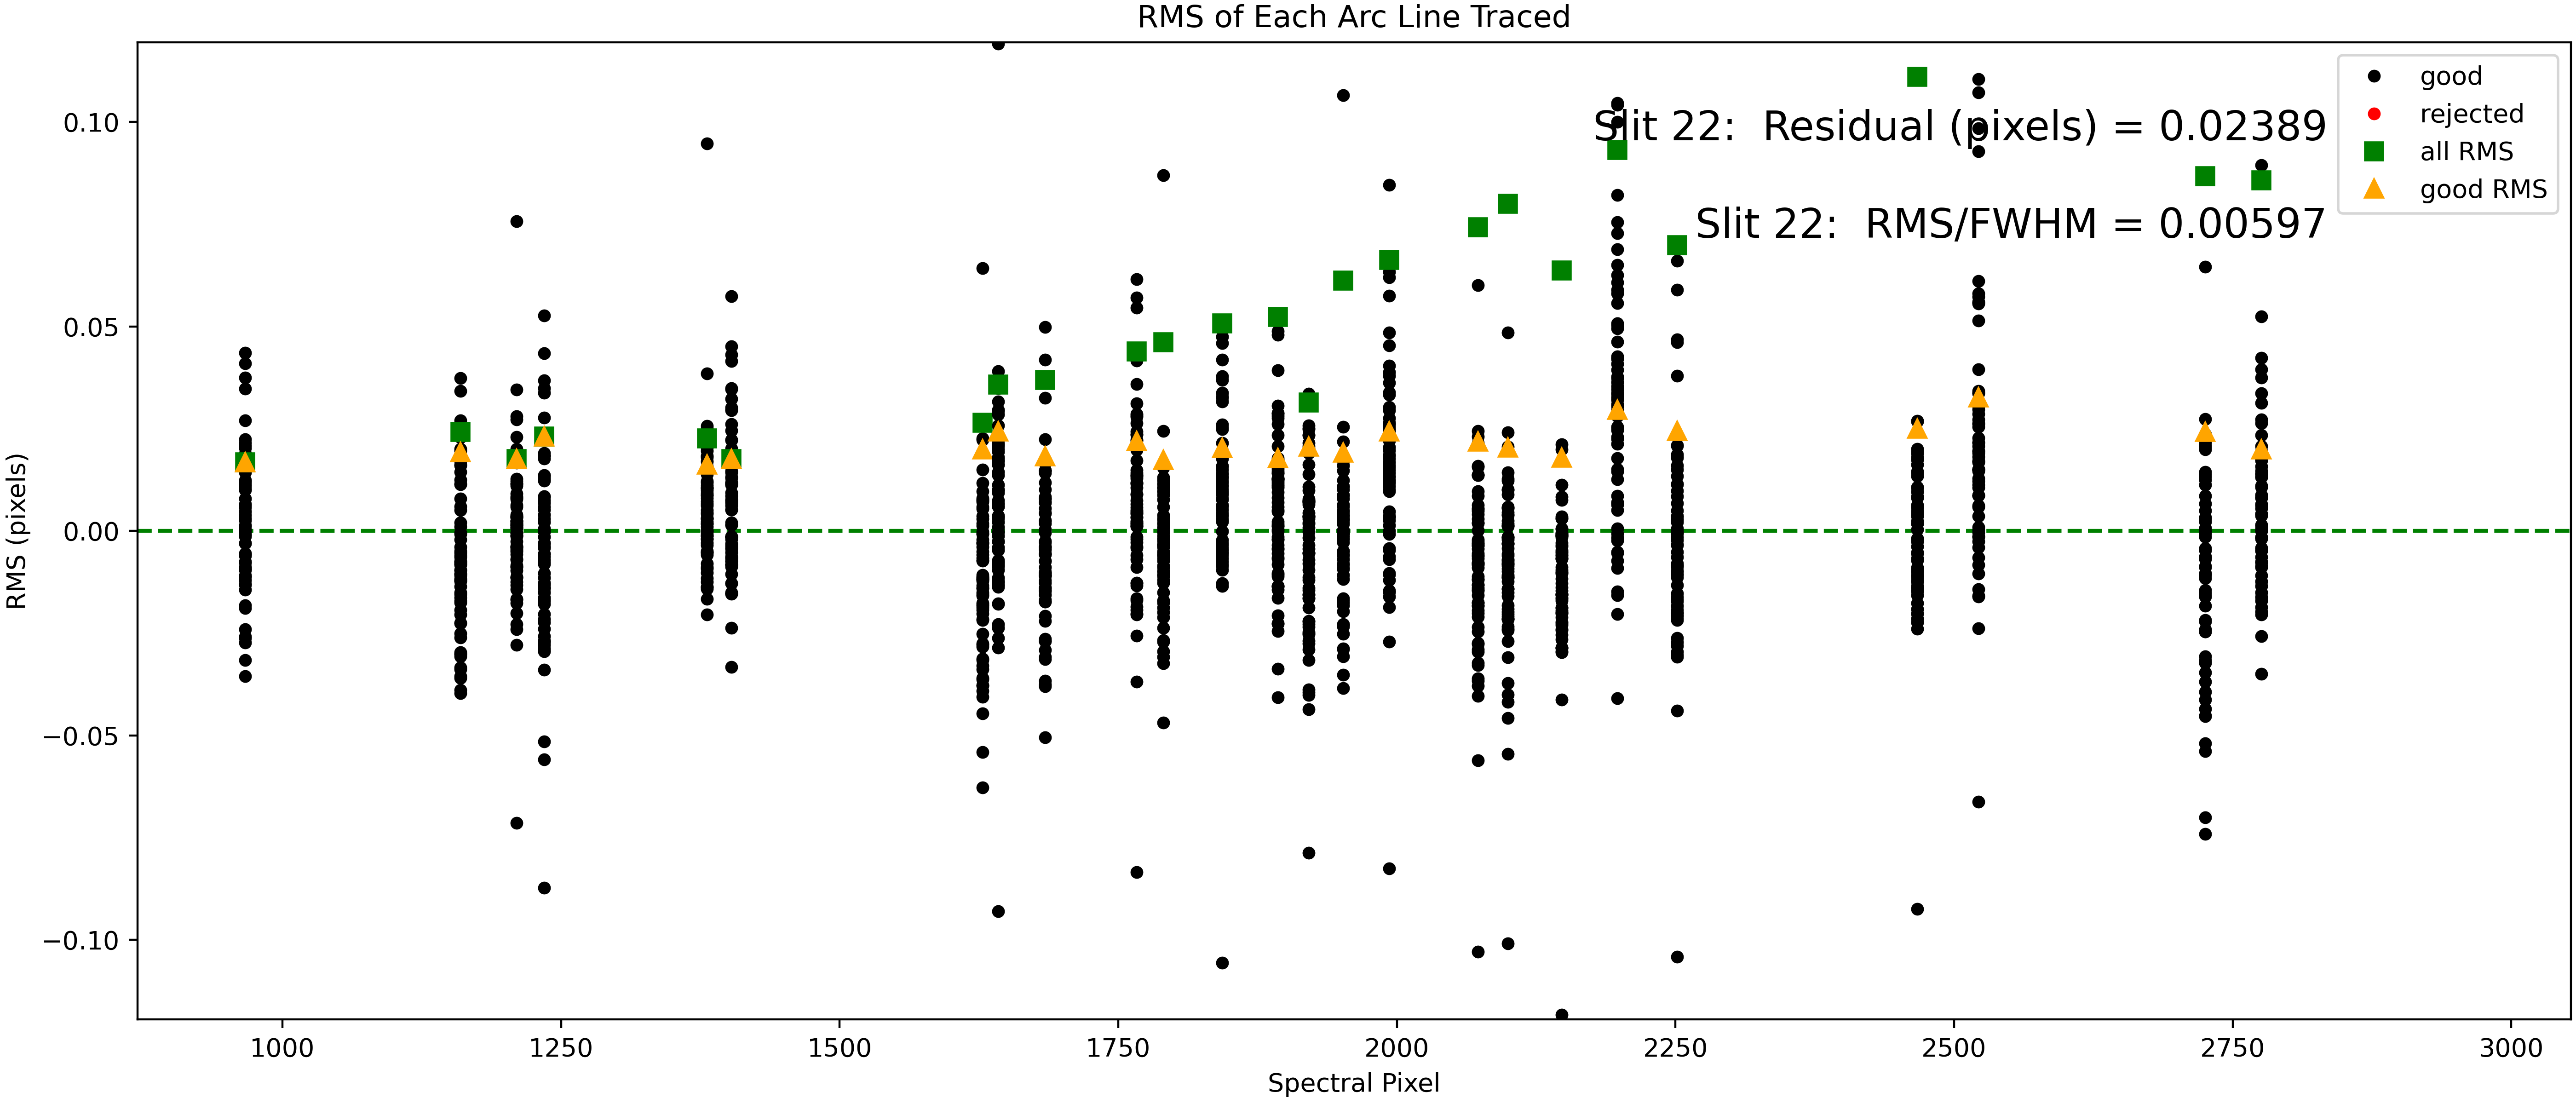 RMS of Each Arc Line Traced
good
rejected
all RMS
good RMS
Slit 22:  Residual (pixels) = 0.02389
Slit 22:  RMS/FWHM = 0.00597
RMS (pixels)
0.10
0.05
0.00
−0.05
−0.10
1000 1250 1500 1750 2000 2250 2500 2750 3000
Spectral Pixel